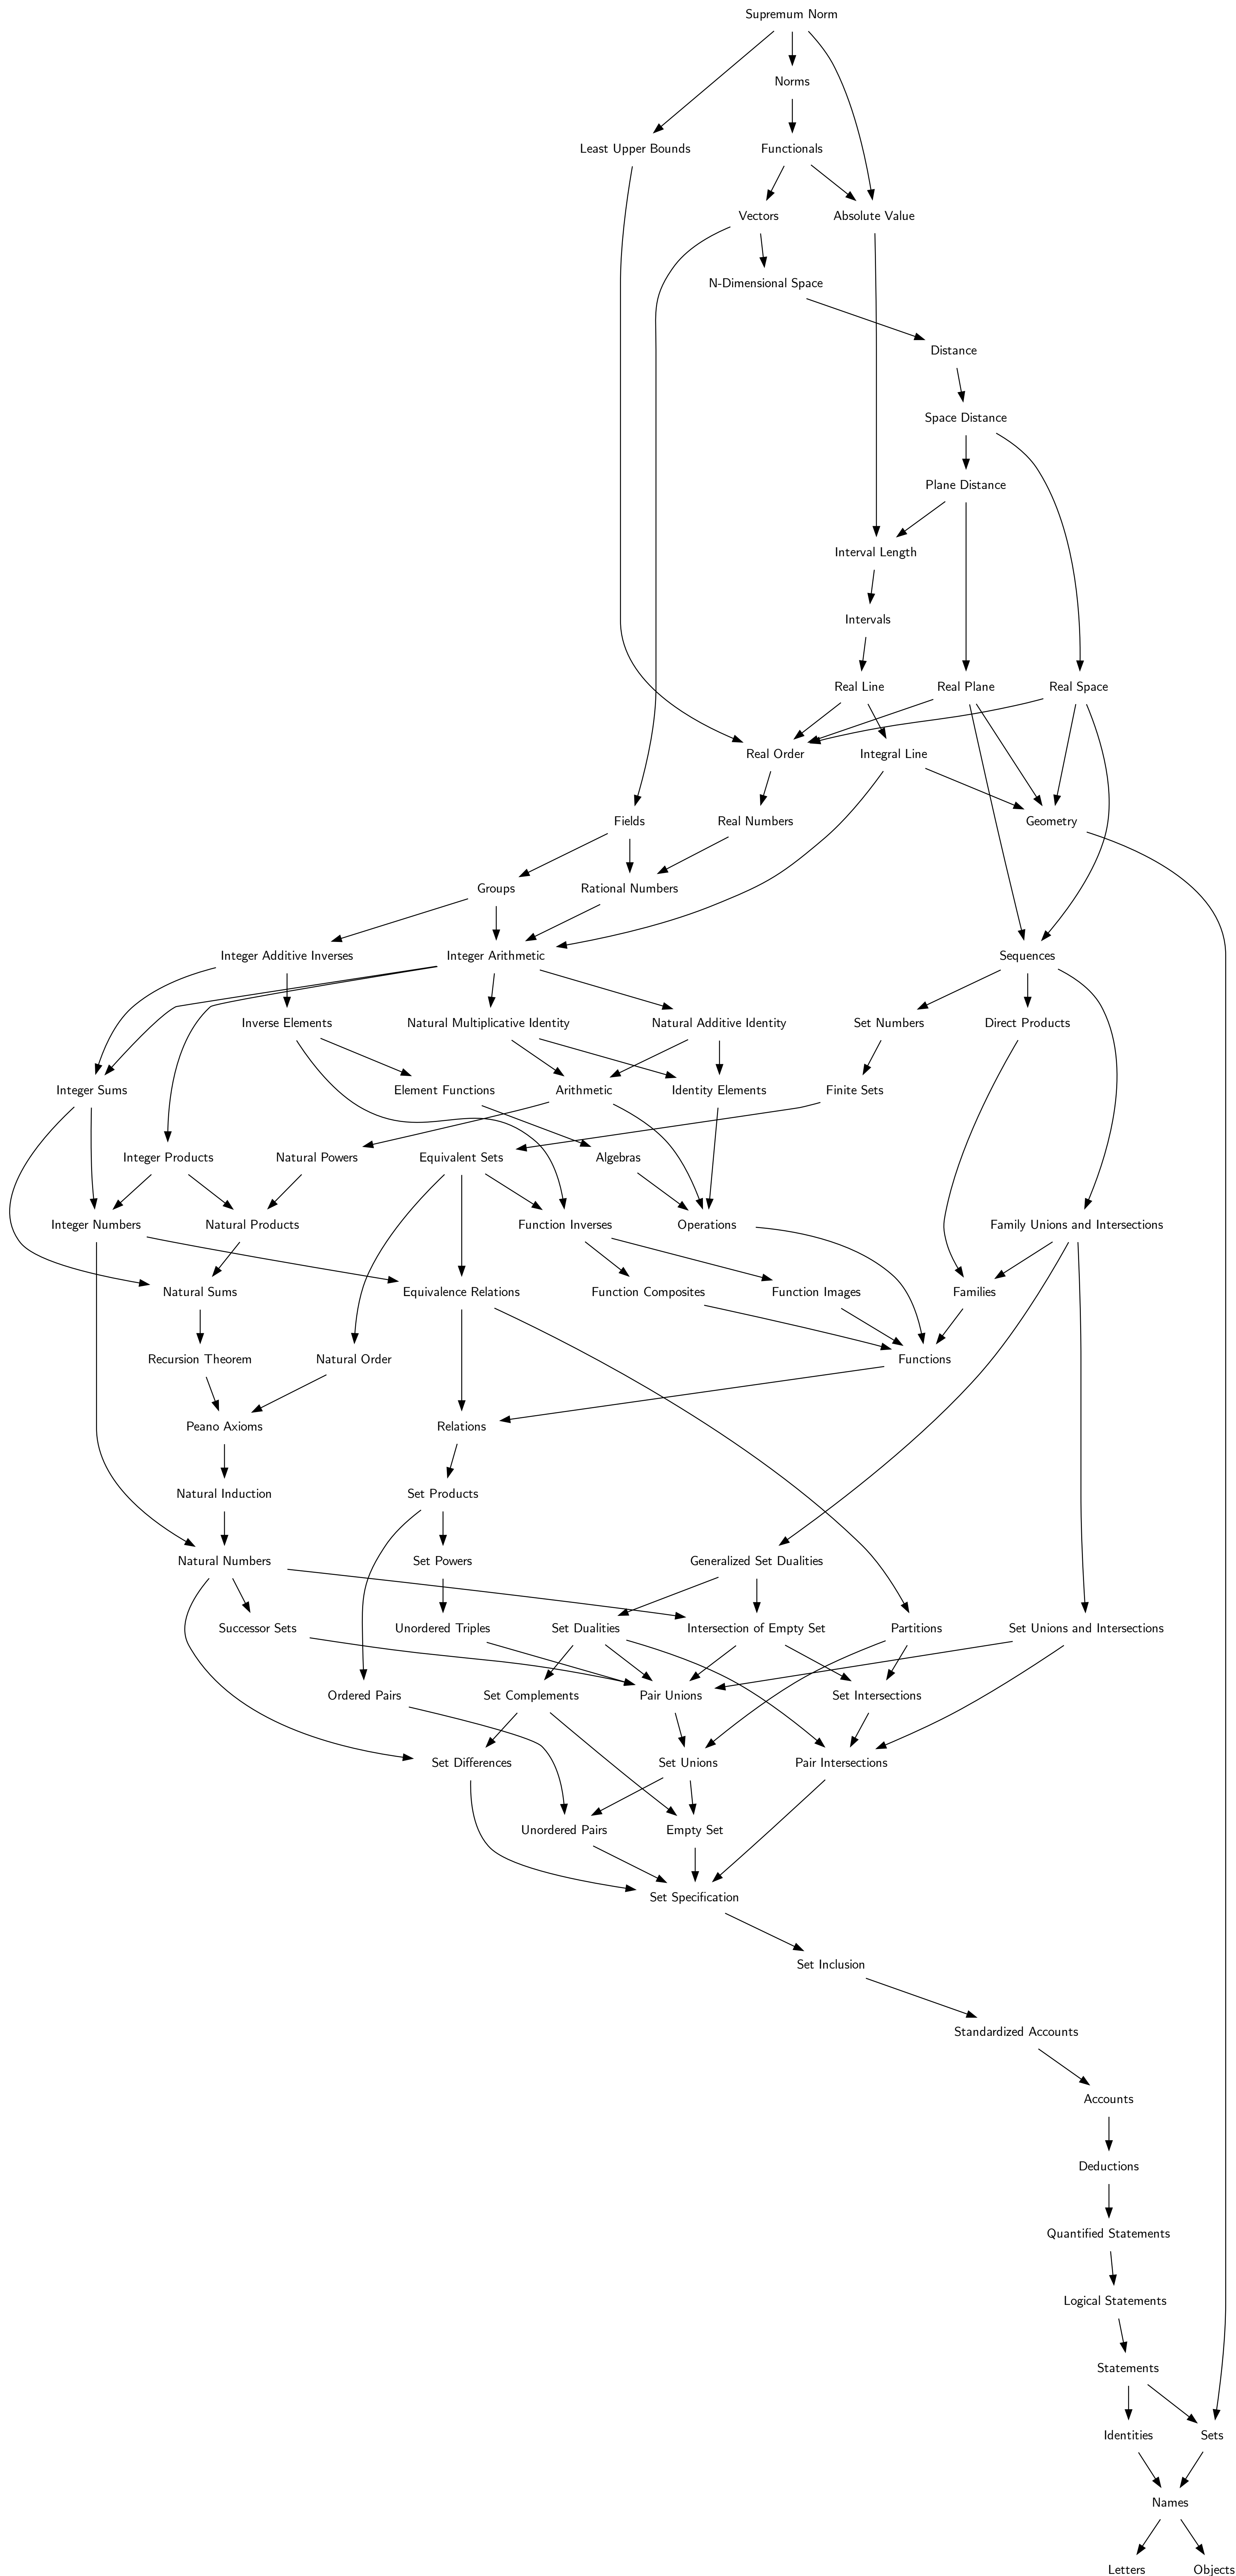 Supremum Norm
Norms
Least Upper Bounds
Functionals
Vectors
Absolute Value
N-Dimensional Space
Distance
Space Distance
Plane Distance
Interval Length
Intervals
Real Line
Real Plane
Real Space
Real Order
Integral Line
Fields
Real Numbers
Geometry
Groups
Rational Numbers
Integer Additive Inverses
Integer Arithmetic
Sequences
Inverse Elements
Natural Multiplicative Identity
Natural Additive Identity
Set Numbers
Direct Products
Integer Sums
Element Functions
Arithmetic
Identity Elements
Finite Sets
Integer Products
Natural Powers
Equivalent Sets
Algebras
Integer Numbers
Natural Products
Function Inverses
Operations
Family Unions and Intersections
Natural Sums
Equivalence Relations
Function Composites
Function Images
Families
Recursion Theorem
Natural Order
Functions
Peano Axioms
Relations
Natural Induction
Set Products
Natural Numbers
Set Powers
Generalized Set Dualities
Successor Sets
Unordered Triples
Set Dualities
Intersection of Empty Set
Partitions
Set Unions and Intersections
Ordered Pairs
Set Complements
Pair Unions
Set Intersections
Set Differences
Set Unions
Pair Intersections
Unordered Pairs
Empty Set
Set Specification
Set Inclusion
Standardized Accounts
Accounts
Deductions
Quantified Statements
Logical Statements
Statements
Identities
Sets
Names
Letters
Objects